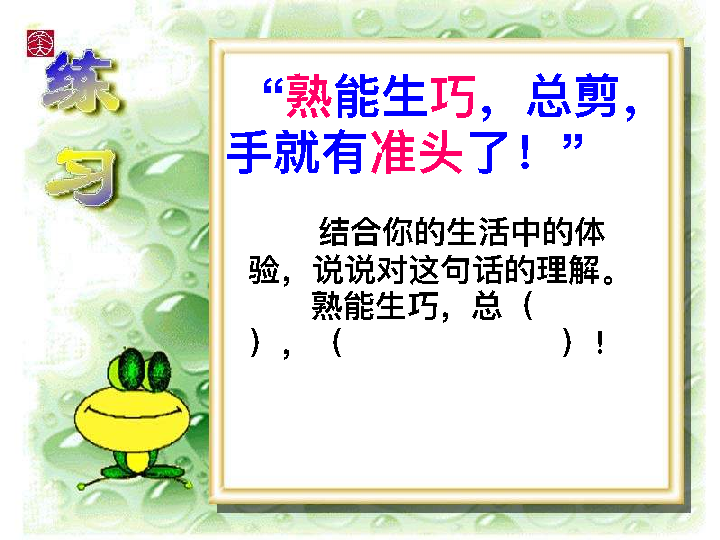 练
习
“熟能生巧，总剪，
手就有准头了！”
结合你的生活中的体
验，说说对这句话的理解。
熟能生巧，总（
），（ ）！